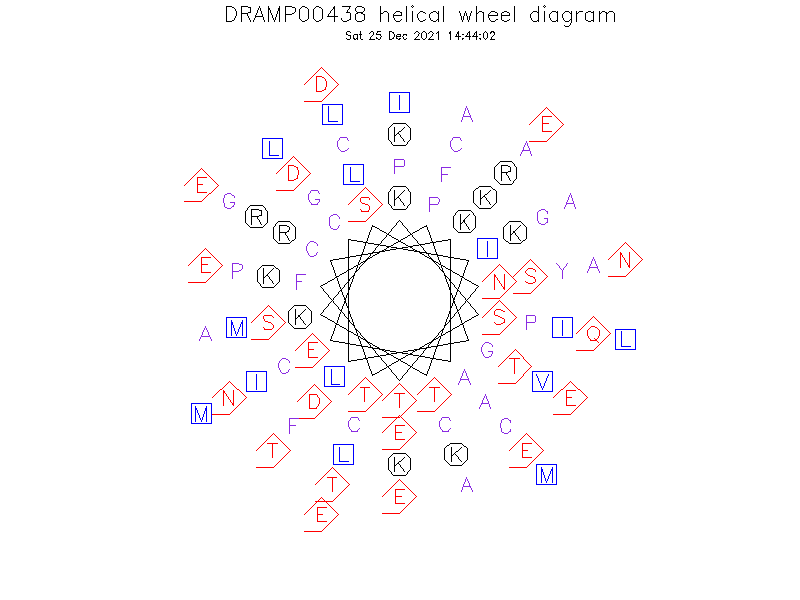 DRAMP00438 helical wheel diagram
Sat 25 Dec 2021 14:44:02
D
I
L A
E
K
C C
L A
P
D L F R
E
G G S K P K A
R C K G
R K
C I
E P K F N S Y A N
A M S K S P I Q L
E G
C T
I L A V
N D T T T A E
M
F C E C C
T E
L K K
M
T A
E
E